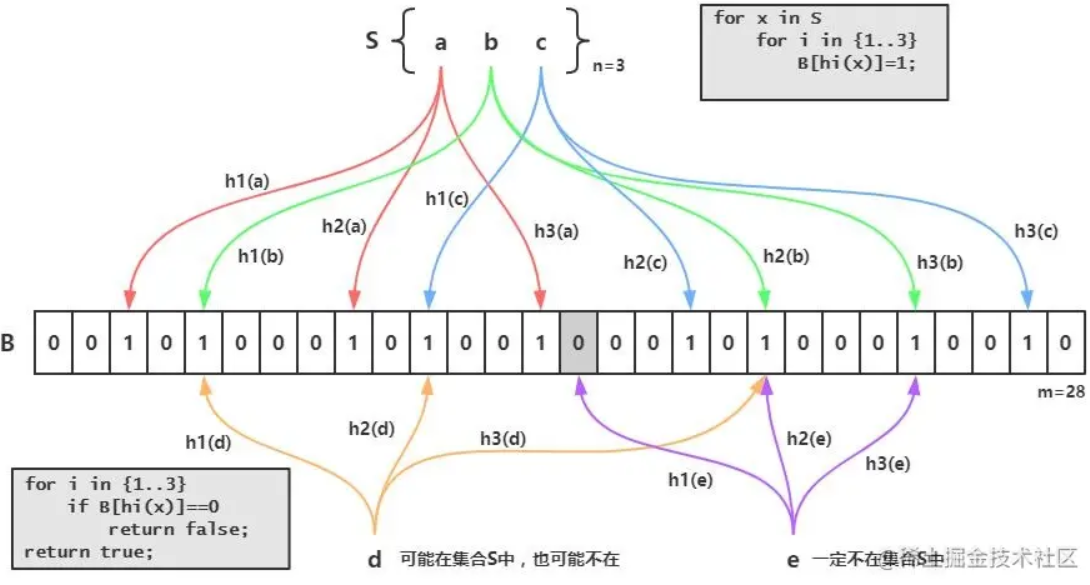 S { a b c } n=3
for x in S
for i in {1..3}
B[hi(x)]=1;
h1(a)
h2(a)
h1(c)
h3(a)
h1(b)
h2(c)
h2(b)
h3(b)
h3(c)
B 0 0 1 0 1 0 0 0 1 0 1 0 0 1 0 0 0 1 0 1 0 0 0 1 0 0 1 0
m=28
h1(d)
h2(d)
h3(d)
h1(e)
h2(e)
h3(e)
for i in {1..3}
if B[hi(x)]==0
return false;
return true;
d 可能在集合S中，也可能不在
e 一定不在集合S中
@稀土掘金技术社区